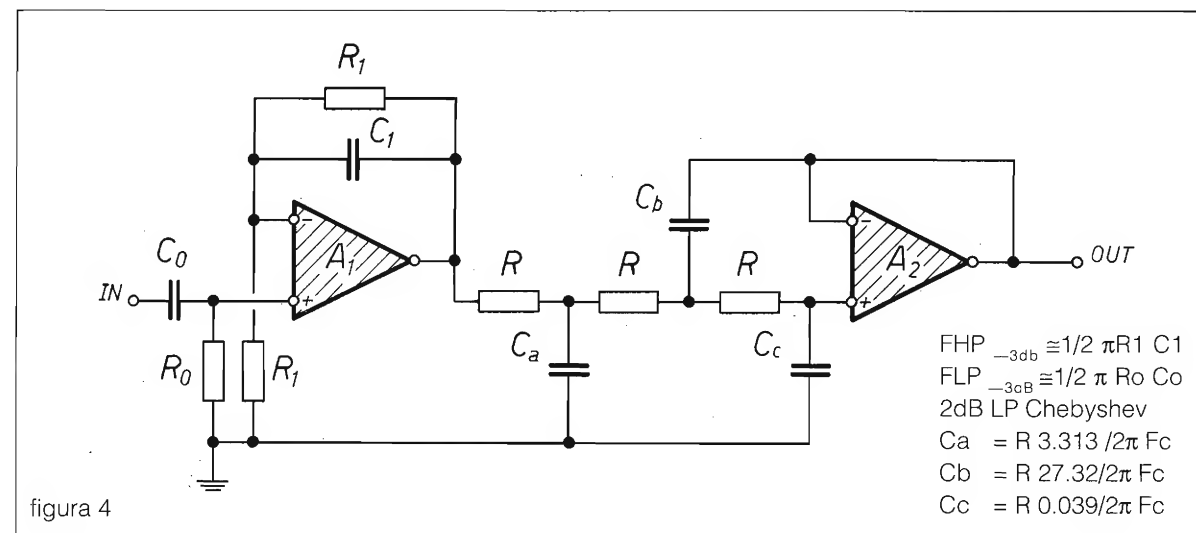 R1
C1
Cb
C0
A1
A2
IN
R
R
R
OUT
R0
R1
Ca
Cc
FHP −3db ≅1/2 πR1 C1
FLP −3dB ≅1/2 π Ro Co
2dB LP Chebyshev
Ca = R 3.313 /2π Fc
Cb = R 27.32/2π Fc
Cc = R 0.039/2π Fc
figura 4